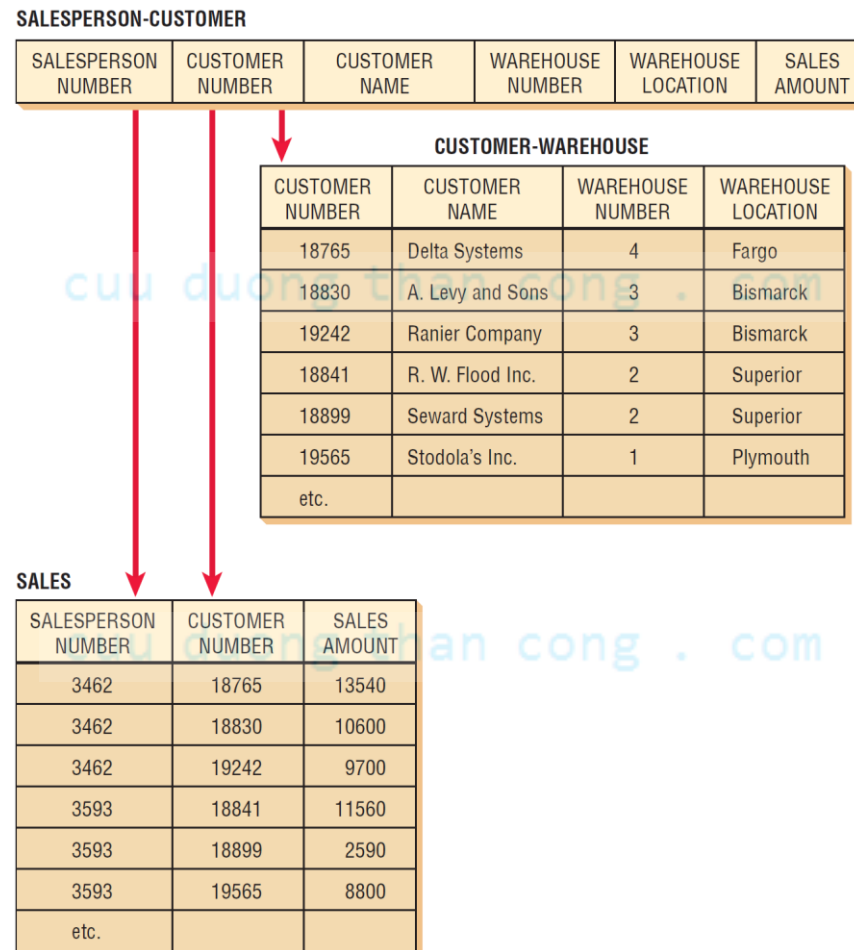 SALESPERSON-CUSTOMER
SALESPERSON NUMBER CUSTOMER NUMBER CUSTOMER NAME WAREHOUSE NUMBER WAREHOUSE LOCATION SALES AMOUNT
CUSTOMER-WAREHOUSE
CUSTOMER NUMBER CUSTOMER NAME WAREHOUSE NUMBER WAREHOUSE LOCATION
18765 Delta Systems 4 Fargo
cuu duong than cong . com
18830 A. Levy and Sons 3 Bismarck
19242 Ranier Company 3 Bismarck
18841 R. W. Flood Inc. 2 Superior
18899 Seward Systems 2 Superior
19565 Stodola's Inc. 1 Plymouth
etc.
SALES
SALESPERSON NUMBER CUSTOMER NUMBER SALES AMOUNT
cuu duong than cong . com
3462 18765 13540
3462 18830 10600
3462 19242 9700
3593 18841 11560
3593 18899 2590
3593 19565 8800
etc.